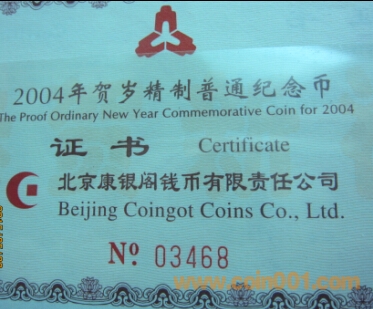 2004年贺岁精制普通纪念币
The Proof Ordinary New Year Commemorative Coin for 2004
证书 Certificate
北京康银阁钱币有限责任公司
Beijing Coingot Coins Co., Ltd.
№ 03468
www.coin001.com